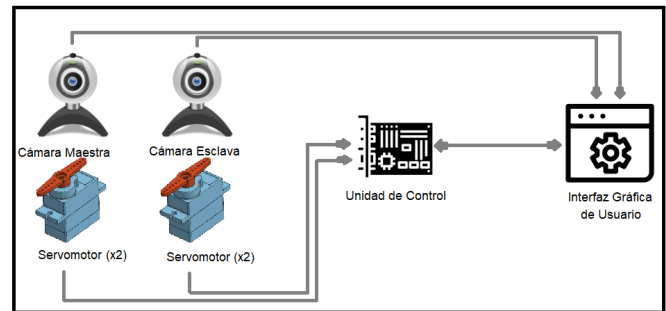 Cámara Maestra
Cámara Esclava
Servomotor (x2)
Servomotor (x2)
Unidad de Control
Interfaz Gráfica
de Usuario